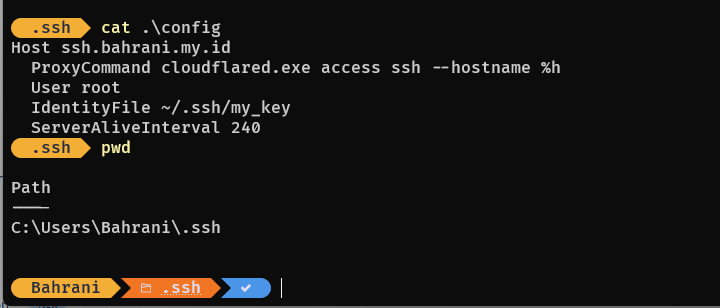 .ssh cat .\config
Host ssh.bahrani.my.id
ProxyCommand cloudflared.exe access ssh --hostname %h
User root
IdentityFile ~/.ssh/my_key
ServerAliveInterval 240
.ssh pwd
Path
----
C:\Users\Bahrani\.ssh
Bahrani .ssh